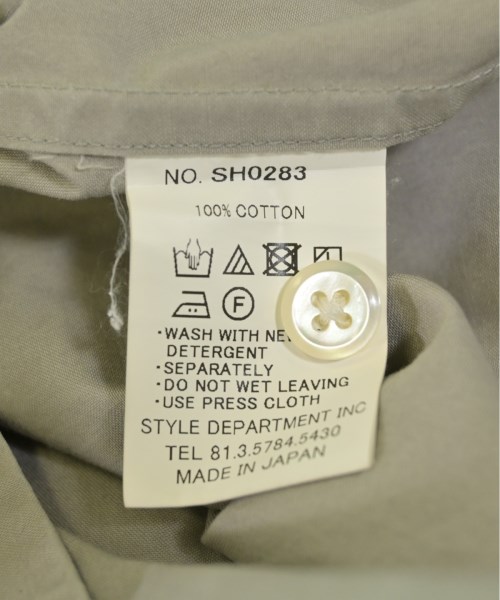 NO. SH0283
100% COTTON
F
·WASH WITH
DETERGENT
·SEPARATELY
·DO NOT WET LEAVING
·USE PRESS CLOTH
STYLE DEPARTMENT INC
TEL 81.3.5784.5430
MADE IN JAPAN